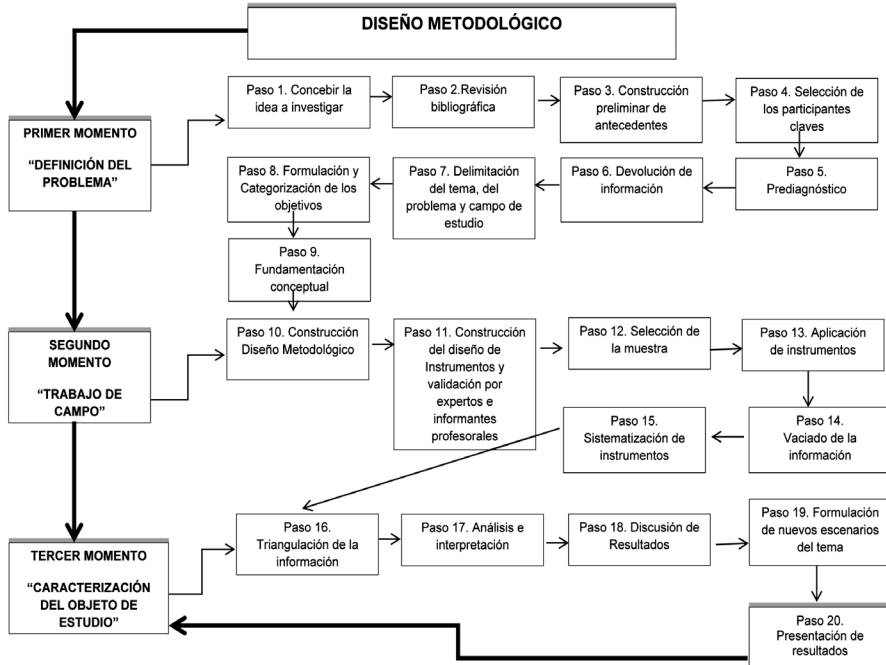 DISEÑO METODOLÓGICO
PRIMER MOMENTO
“DEFINICIÓN DEL
PROBLEMA”
Paso 1. Concebir la
idea a investigar
Paso 2.Revisión
bibliográfica
Paso 3. Construcción
preliminar de
antecedentes
Paso 4. Selección de
los participantes
claves
Paso 5.
Prediagnóstico
Paso 6. Devolución de
información
Paso 7. Delimitación
del tema, del
problema y campo de
estudio
Paso 8. Formulación y
Categorización de los
objetivos
Paso 9.
Fundamentación
conceptual
SEGUNDO
MOMENTO
“TRABAJO DE
CAMPO”
Paso 10. Construcción
Diseño Metodológico
Paso 11. Construcción
del diseño de
Instrumentos y
validación por
expertos e
informantes
profesorales
Paso 12. Selección de
la muestra
Paso 13. Aplicación
de instrumentos
Paso 14.
Vaciado de la
información
Paso 15.
Sistematización de
instrumentos
TERCER MOMENTO
“CARACTERIZACIÓN
DEL OBJETO DE
ESTUDIO”
Paso 16.
Triangulación de la
información
Paso 17. Análisis e
interpretación
Paso 18. Discusión de
Resultados
Paso 19. Formulación
de nuevos escenarios
del tema
Paso 20.
Presentación de
resultados